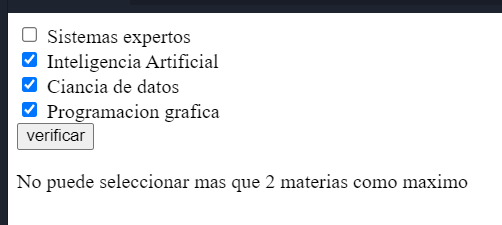 Sistemas expertos
Inteligencia Artificial
Ciancia de datos
Programacion grafica
verificar
No puede seleccionar mas que 2 materias como maximo